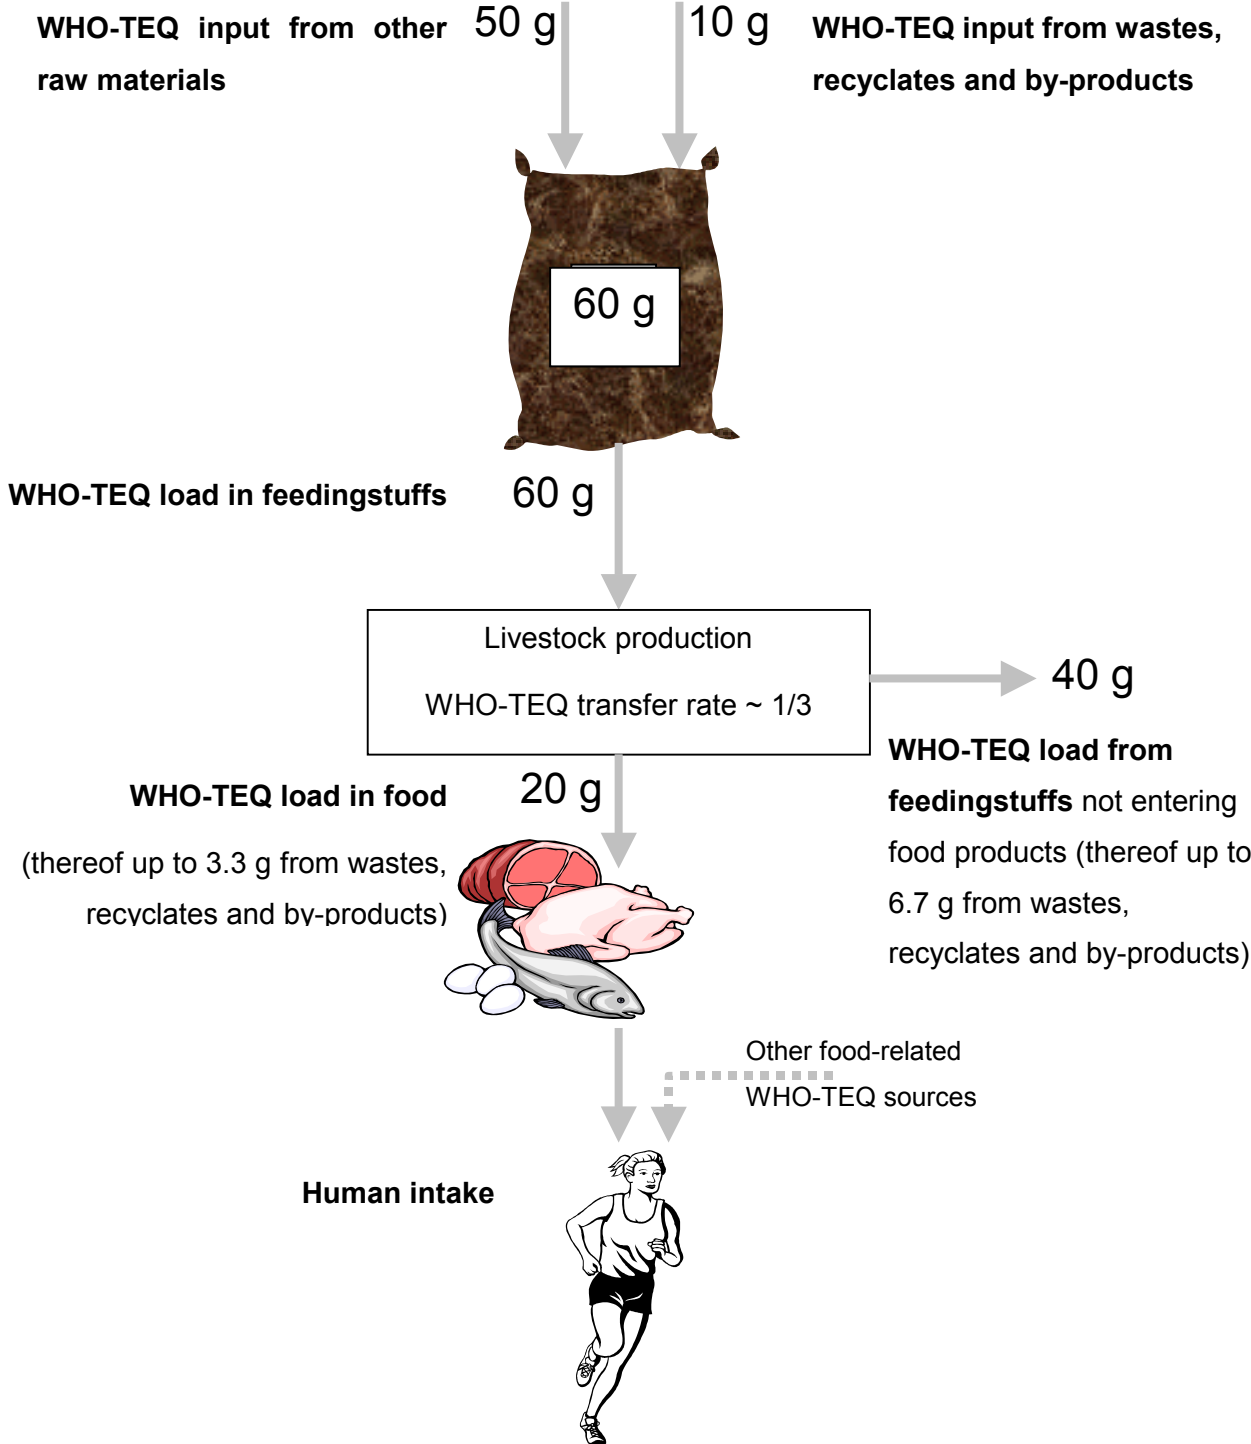 WHO-TEQ input from other
raw materials
50 g
10 g
WHO-TEQ input from wastes,
recyclates and by-products
60 g
WHO-TEQ load in feedingstuffs
60 g
Livestock production
WHO-TEQ transfer rate ~ 1/3
40 g
WHO-TEQ load from
feedingstuffs not entering
food products (thereof up to
6.7 g from wastes,
recyclates and by-products)
WHO-TEQ load in food
20 g
(thereof up to 3.3 g from wastes,
recyclates and by-products)
Other food-related
WHO-TEQ sources
Human intake